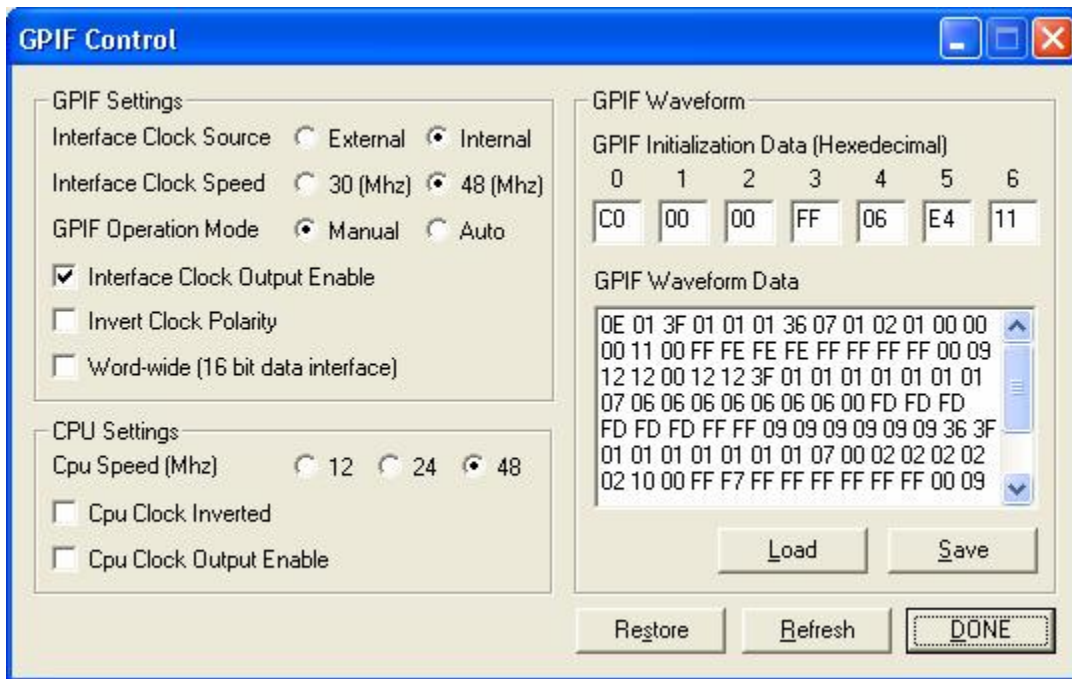 GPIF Control
GPIF Settings
Interface Clock Source External Internal
Interface Clock Speed 30 (Mhz) 48 (Mhz)
GPIF Operation Mode Manual Auto
Interface Clock Output Enable
Invert Clock Polarity
Word-wide (16 bit data interface)
CPU Settings
Cpu Speed (Mhz) 12 24 48
Cpu Clock Inverted
Cpu Clock Output Enable
GPIF Waveform
GPIF Initialization Data (Hexedecimal)
0 1 2 3 4 5 6
C0 00 00 FF 06 E4 11
GPIF Waveform Data
0E 01 3F 01 01 01 36 07 01 02 01 00 00
00 11 00 FF FE FE FE FF FF FF FF 00 09
12 12 00 12 12 3F 01 01 01 01 01 01 01
07 06 06 06 06 06 06 06 00 FD FD FD
FD FD FD FF FF 09 09 09 09 09 09 36 3F
01 01 01 01 01 01 01 07 00 02 02 02 02
02 10 00 FF F7 FF FF FF FF FF FF 00 09
Load Save
Restore Refresh DONE